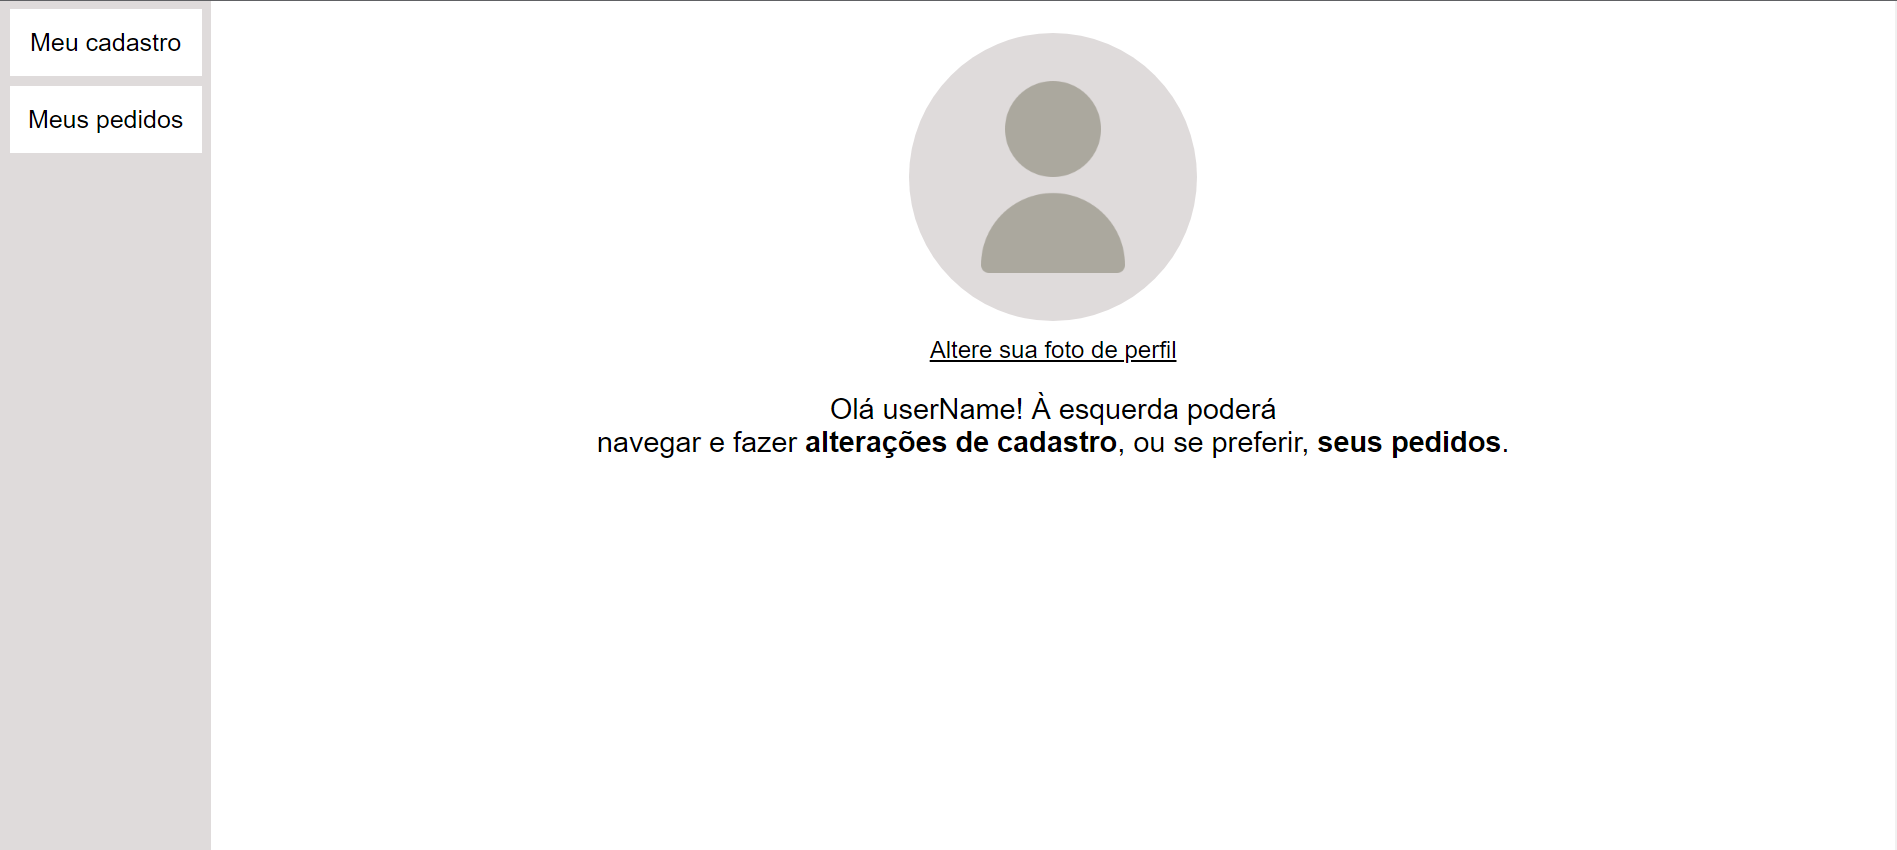 Meu cadastro
Meus pedidos
Altere sua foto de perfil
Olá userName! À esquerda poderá
navegar e fazer alterações de cadastro, ou se preferir, seus pedidos.